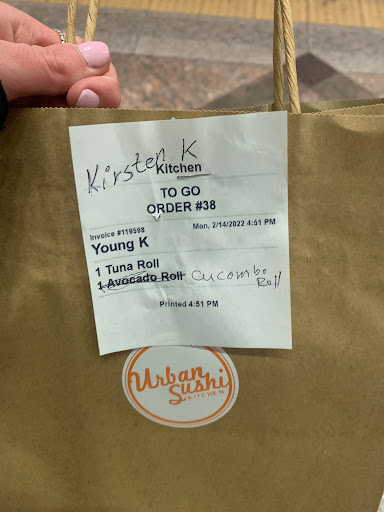 Kirsten K
Kitchen
TO GO
ORDER #38
Invoice #119598 Mon, 2/14/2022 4:51 PM
Young K
1 Tuna Roll
1 Avocado Roll Cucombo Roll
Printed 4:51 PM
Urban
Sushi
KITCHEN